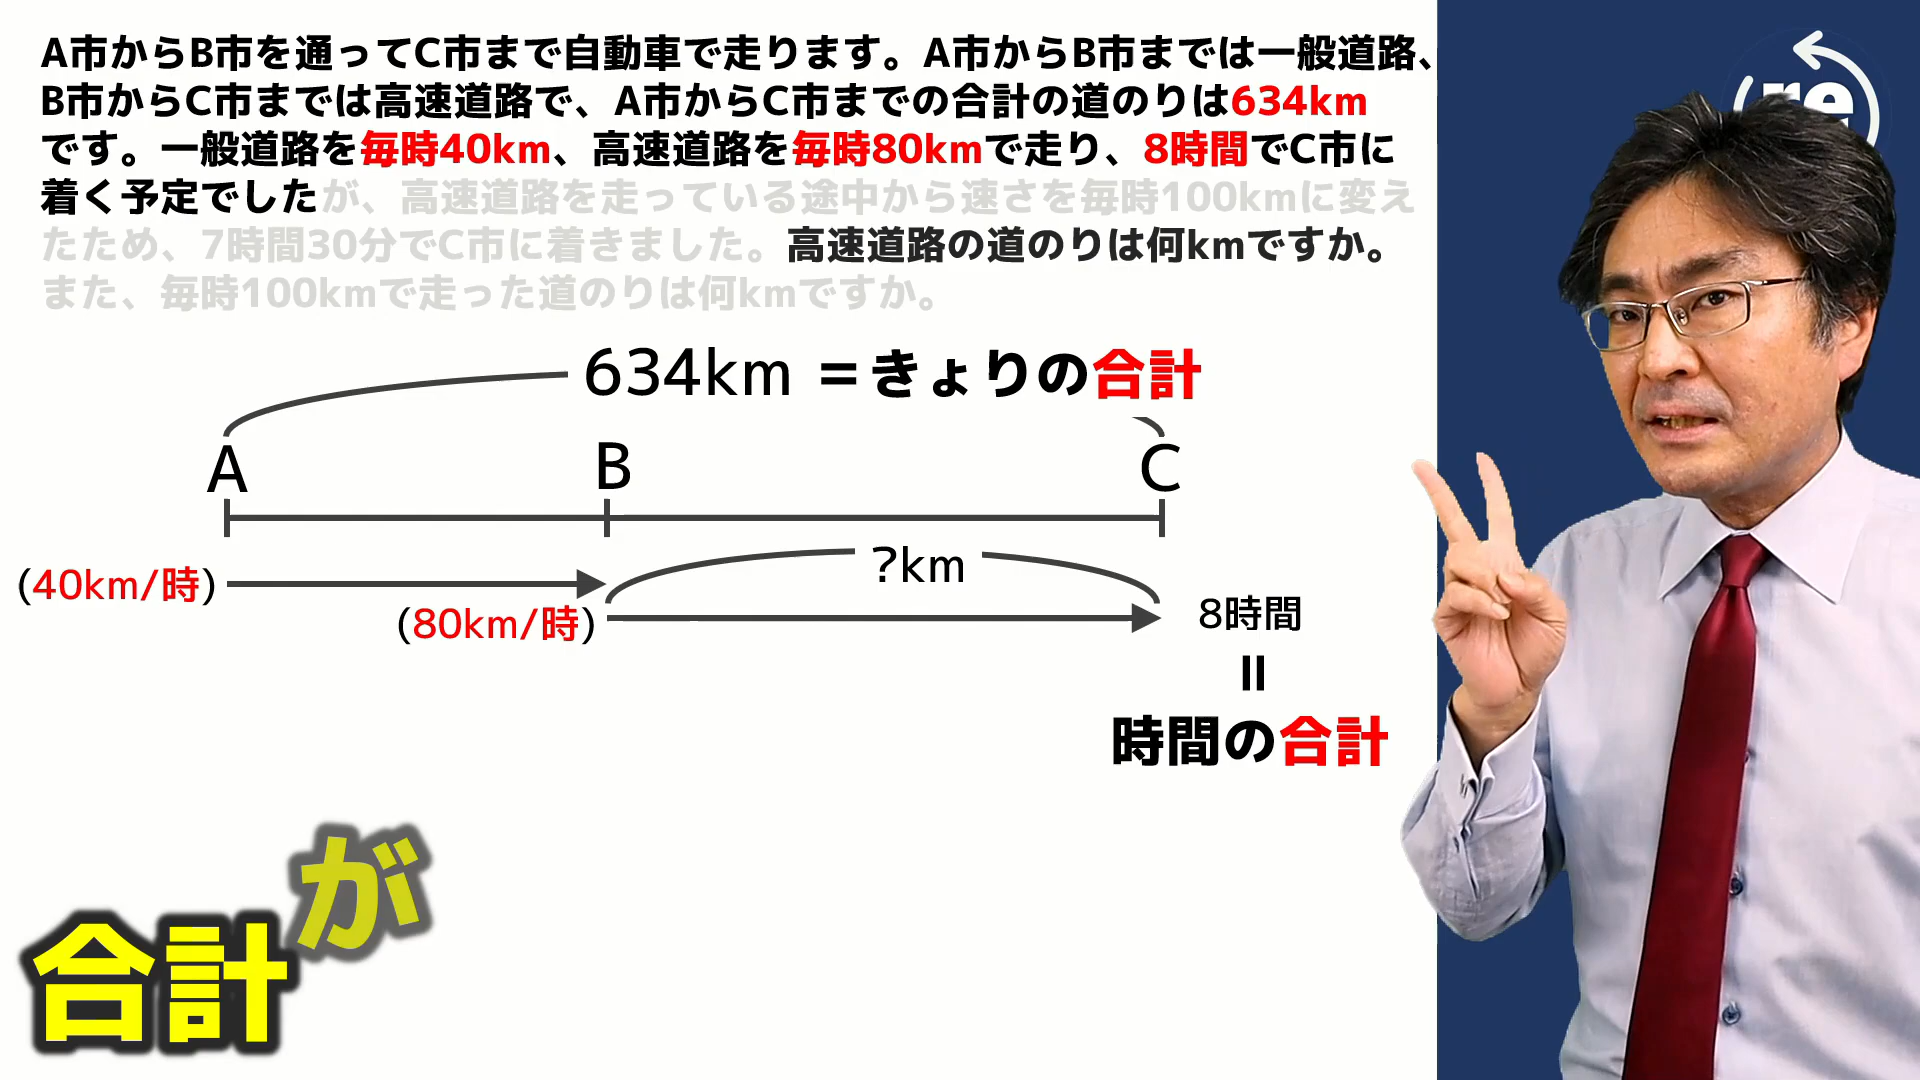 A市からB市を通ってC市まで自動車で走ります。A市からB市までは一般道路、
B市からC市までは高速道路で、A市からC市までの合計の道のりは634km
です。一般道路を毎時40km、高速道路を毎時80kmで走り、8時間でC市に
着く予定でしたが、高速道路を走っている途中から速さを毎時100kmに変え
たため、7時間30分でC市に着きました。高速道路の道のりは何kmですか。
また、毎時100kmで走った道のりは何kmですか。
re
634km =きょりの合計
A B C
?km
(40km/時)
(80km/時)
8時間
=
時間の合計
合計が